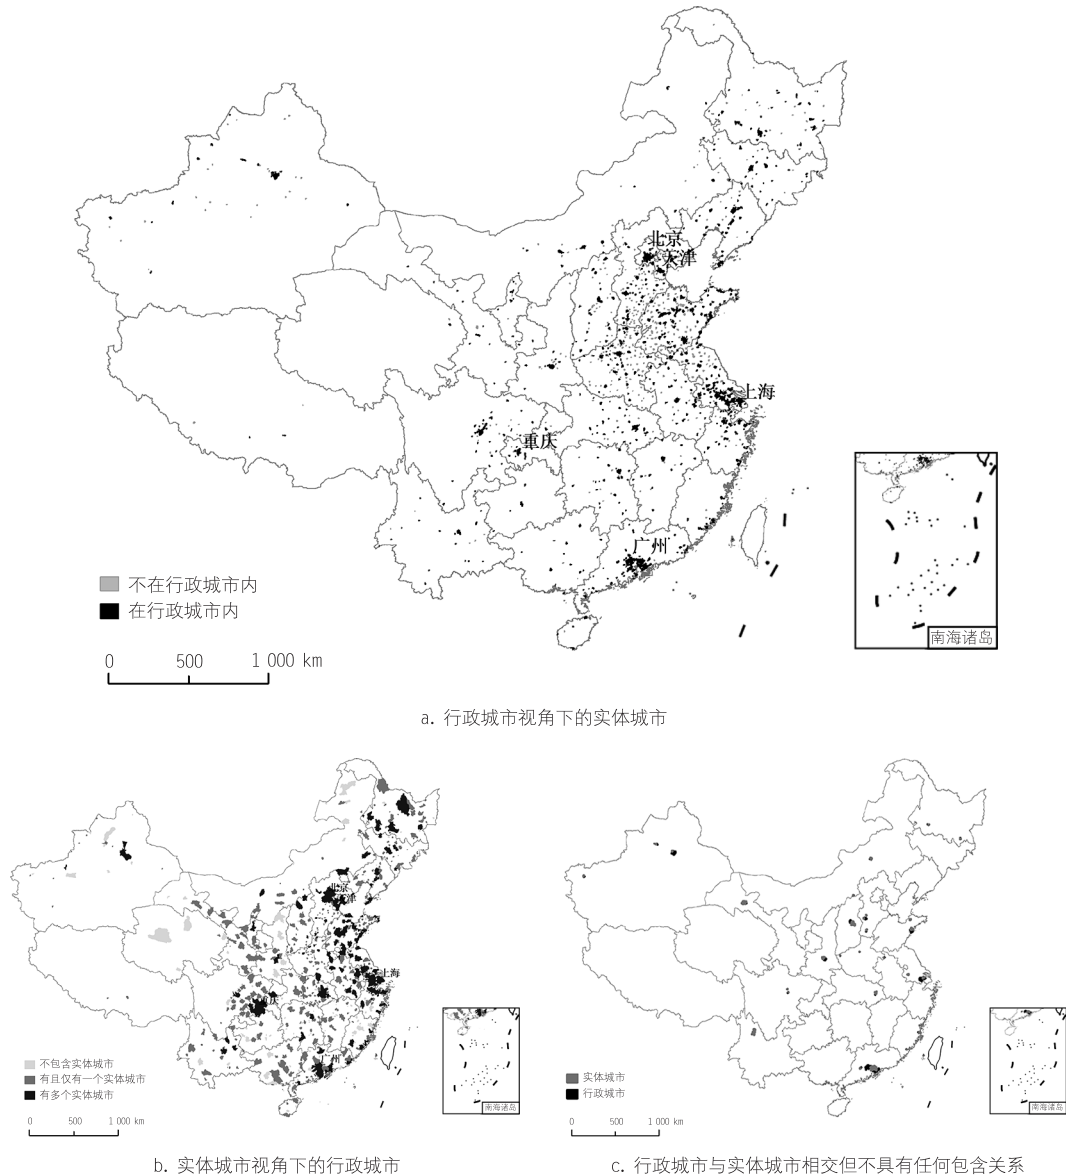 北京
天津
上海
重庆
广州
不在行政城市内
在行政城市内
0 500 1 000 km
南海诸岛
a. 行政城市视角下的实体城市
北京
天津
上海
重庆
广州
不包含实体城市
有且仅有一个实体城市
有多个实体城市
0 500 1 000 km
南海诸岛
b. 实体城市视角下的行政城市
实体城市
行政城市
0 500 1 000 km
南海诸岛
c. 行政城市与实体城市相交但不具有任何包含关系